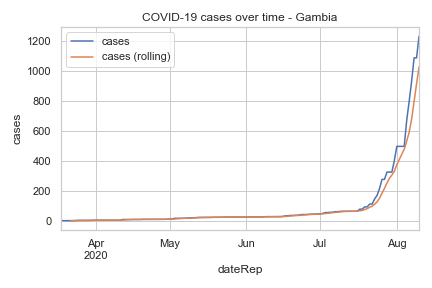 COVID-19 cases over time - Gambia
cases
cases (rolling)
1200
1000
800
600
400
200
0
cases
Apr
2020
May
Jun
Jul
Aug
dateRep